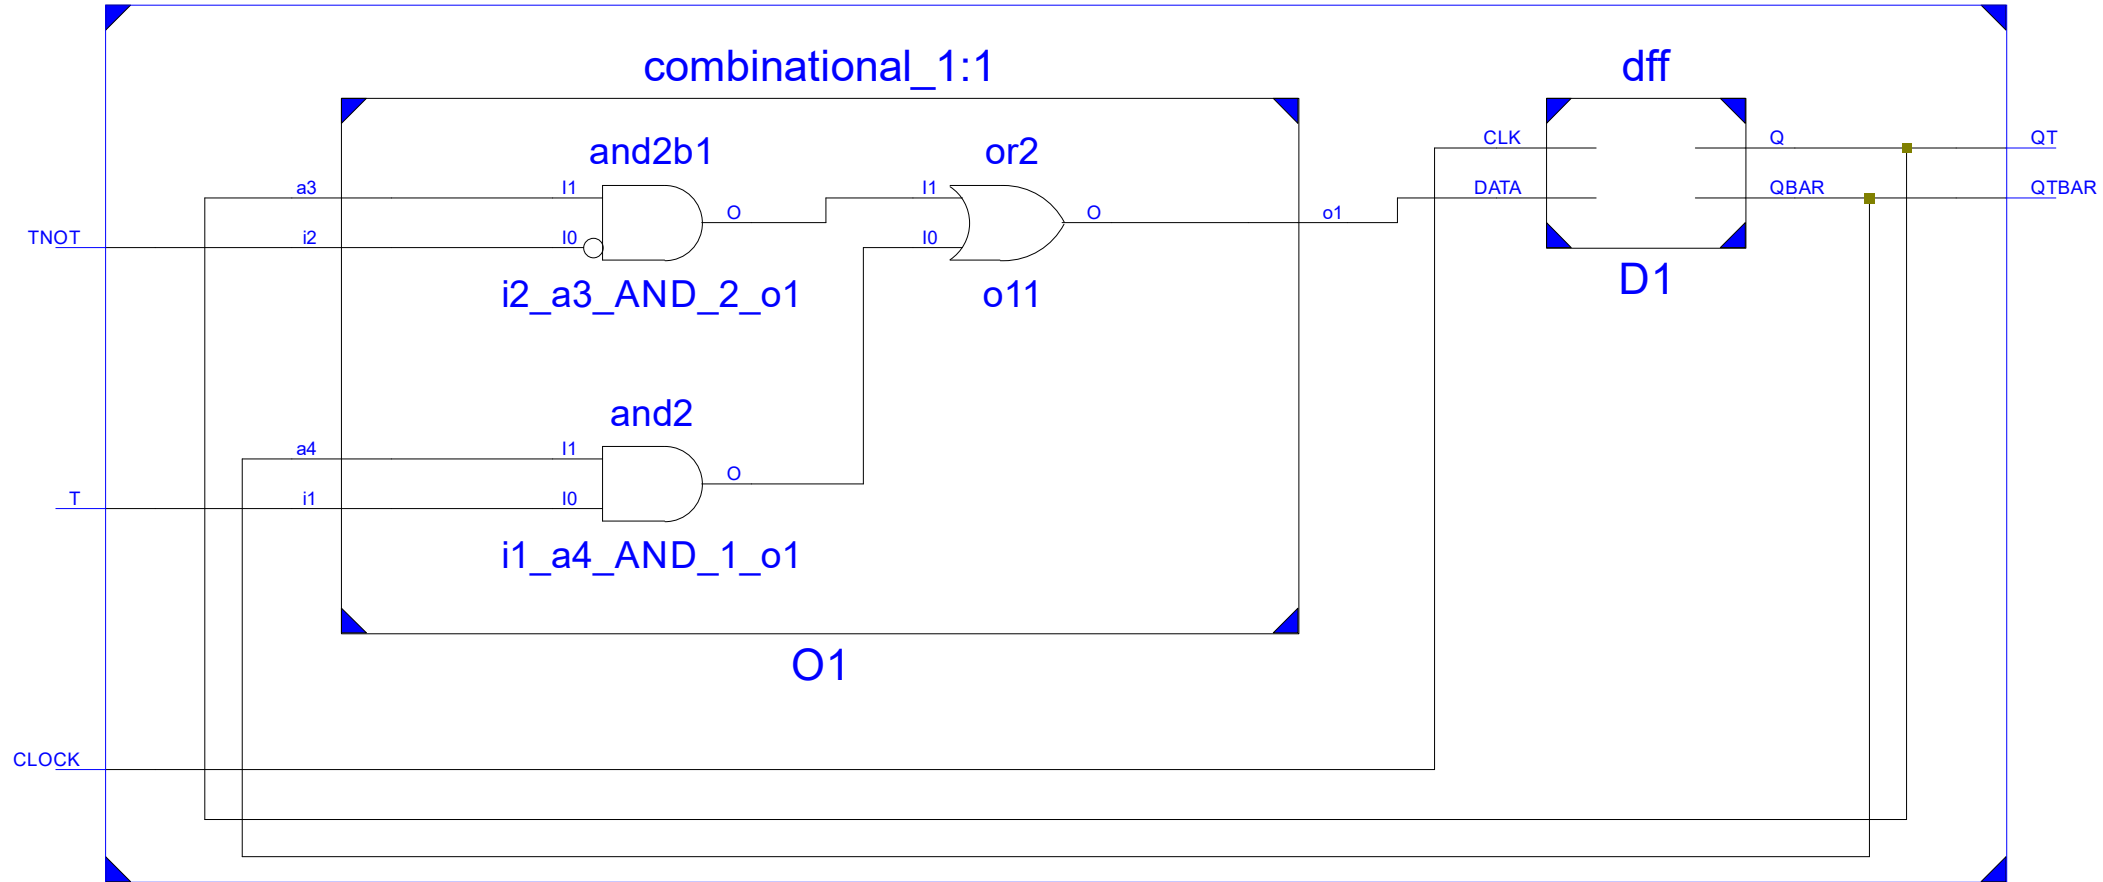 combinational_1:1
dff
and2b1
or2
CLK
Q
QT
a3
I1
I1
DATA
QBAR
QTBAR
O
O
o1
TNOT
i2
I0
I0
i2_a3_AND_2_o1
o11
D1
and2
a4
I1
O
T
i1
I0
i1_a4_AND_1_o1
O1
CLOCK